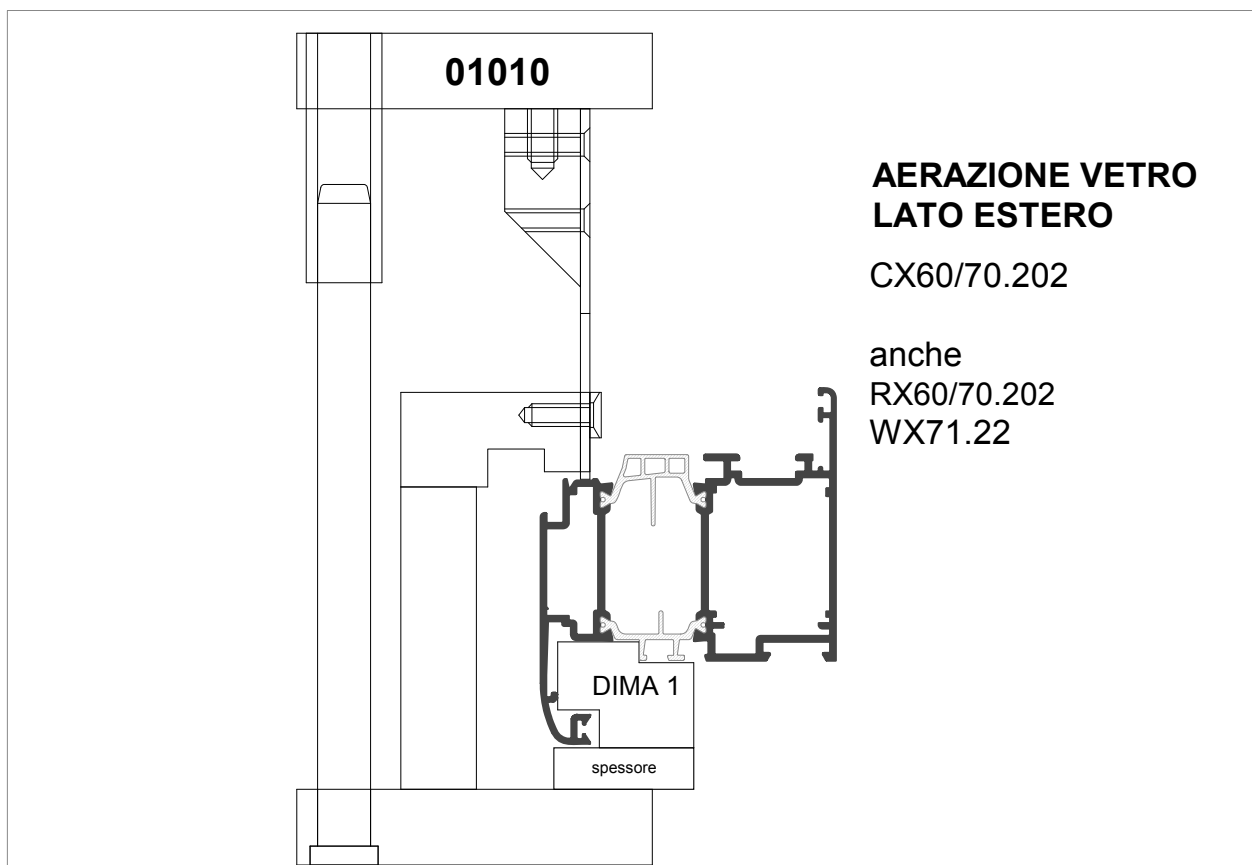 01010
AERAZIONE VETRO
LATO ESTERO
CX60/70.202
anche
RX60/70.202
WX71.22
DIMA 1
spessore